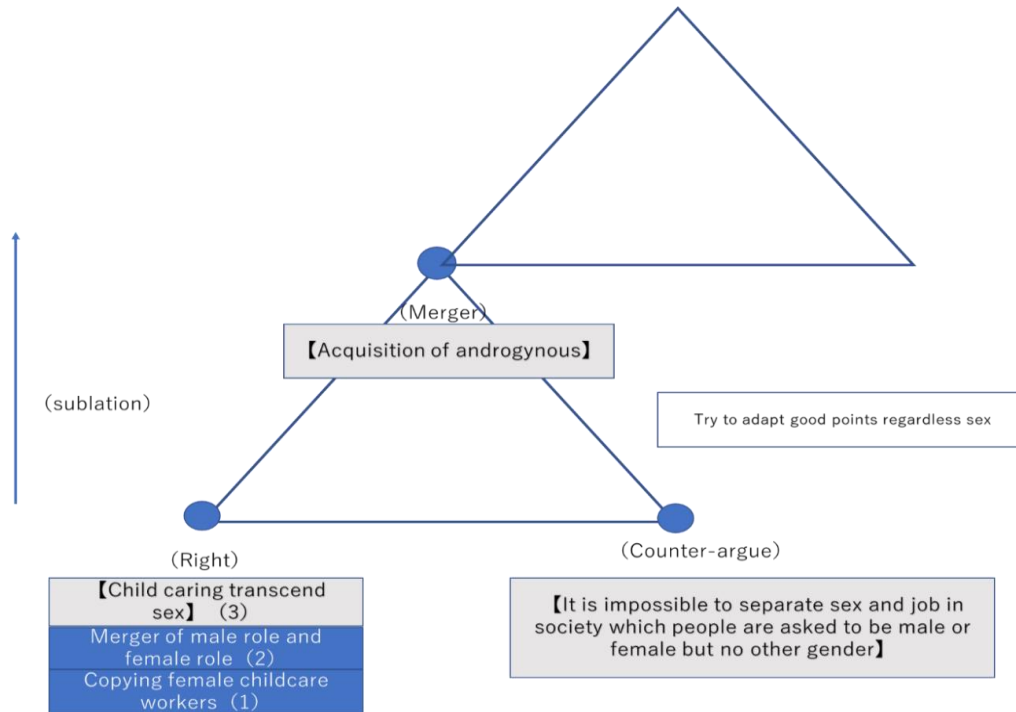 (Merger)
【Acquisition of androgynous】
(sublation)
Try to adapt good points regardless sex
(Right)
【Child caring transcend
sex】 (3)
Merger of male role and
female role (2)
Copying female childcare
workers (1)
(Counter-argue)
【It is impossible to separate sex and job in
society which people are asked to be male or
female but no other gender】